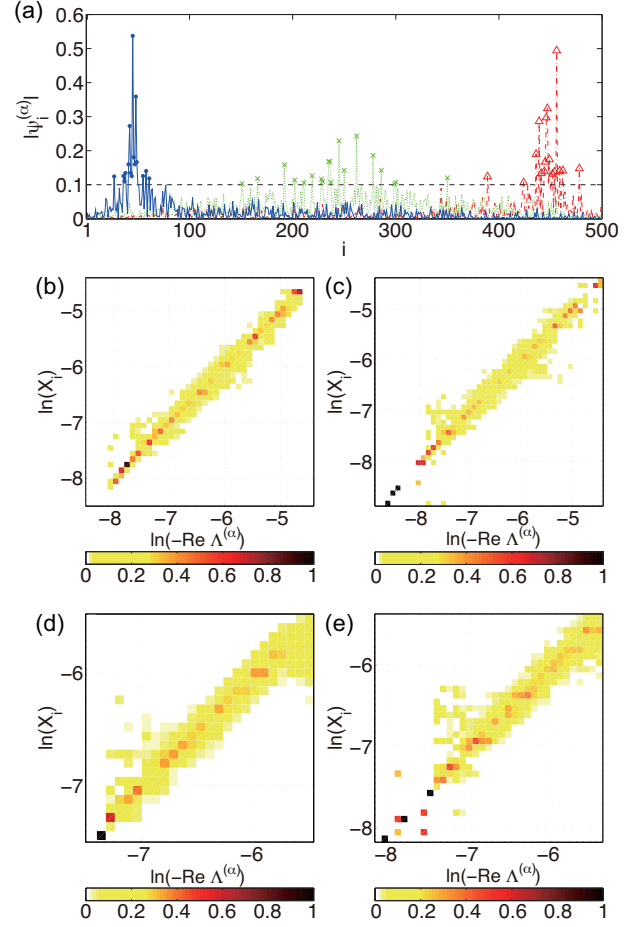 (a)
0.6
0.5
0.4
0.3
0.2
0.1
0
|ψᵢ⁽ᵅ⁾|
1 100 200 300 400 500
i
(b)
−5
−6
−7
−8
ln(Xᵢ)
−8 −7 −6 −5
ln(−Re Λ⁽ᵅ⁾)
0 0.2 0.4 0.6 0.8 1
(c)
−5
−6
−7
−8
ln(Xᵢ)
−8 −7 −6 −5
ln(−Re Λ⁽ᵅ⁾)
0 0.2 0.4 0.6 0.8 1
(d)
−6
−7
ln(Xᵢ)
−7 −6
ln(−Re Λ⁽ᵅ⁾)
0 0.2 0.4 0.6 0.8 1
(e)
−6
−7
−8
ln(Xᵢ)
−8 −7 −6
ln(−Re Λ⁽ᵅ⁾)
0 0.2 0.4 0.6 0.8 1